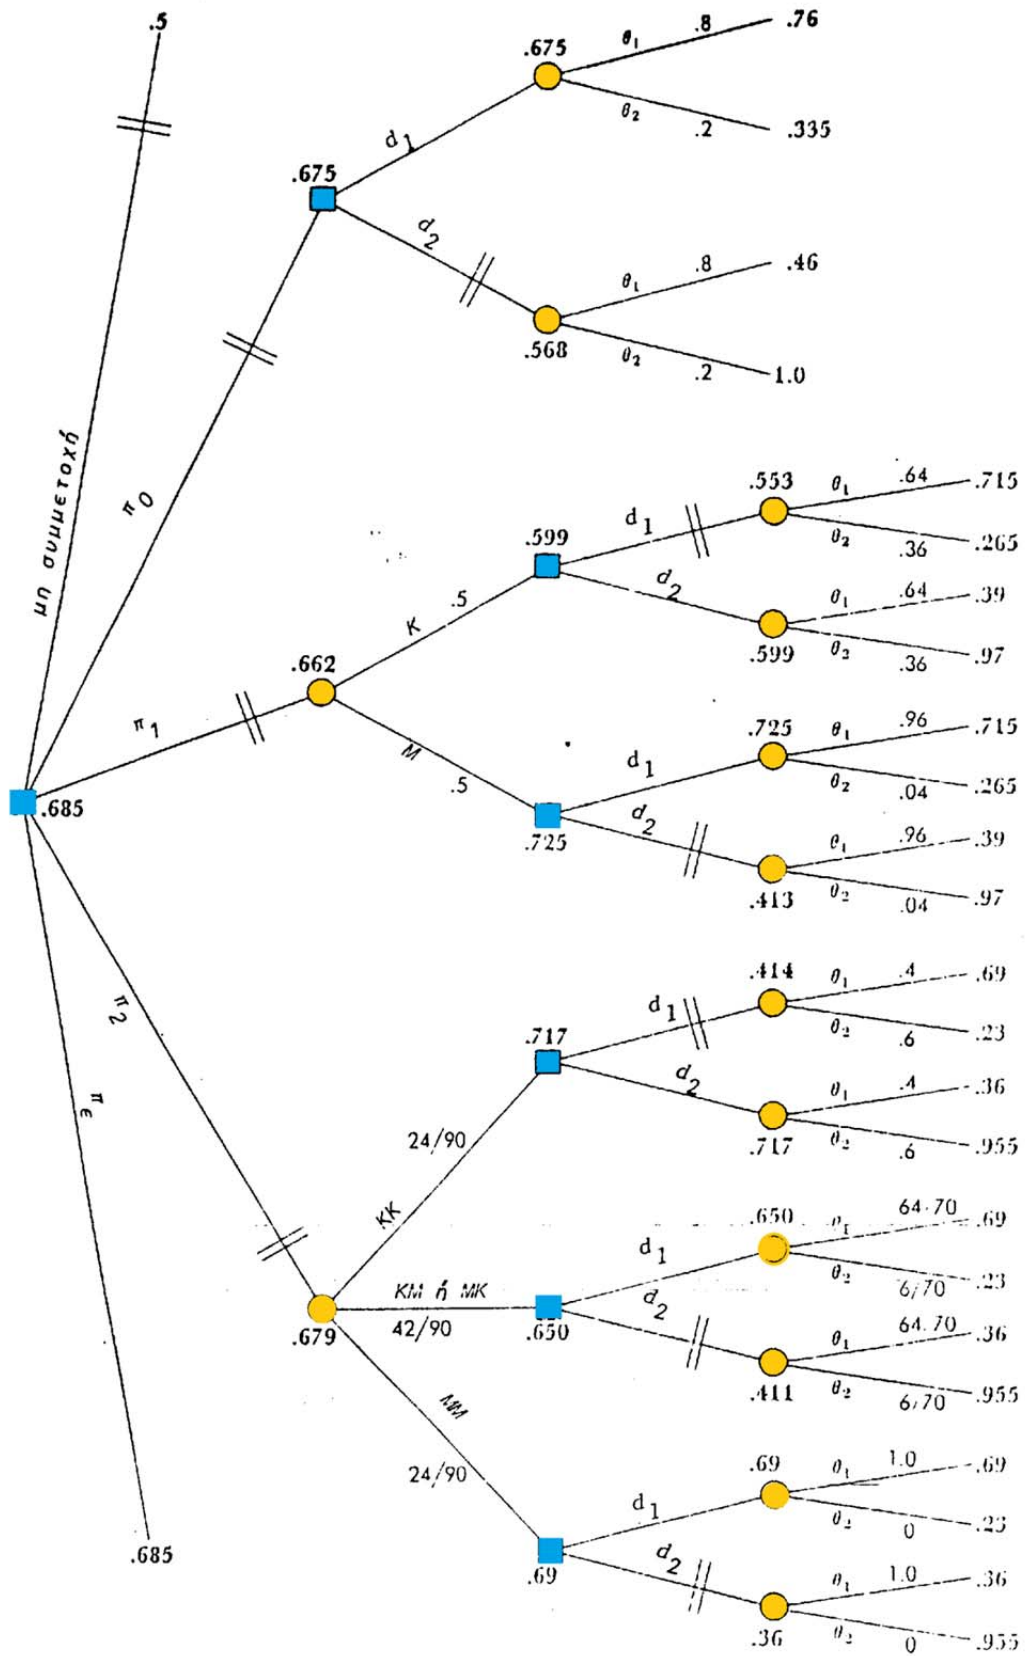 .5
μη συμμετοχή
π0
π1
.685
π2
πε
.685
.675
d1
d2
.675
θ1 .8 .76
θ2 .2 .335
.568
θ1 .8 .46
θ2 .2 1.0
.662
K .5
M .5
.599
d1
d2
.553
θ1 .64 .715
θ2 .36 .265
.599
θ1 .64 .39
θ2 .36 .97
.725
d1
d2
.725
θ1 .96 .715
θ2 .04 .265
.413
θ1 .96 .39
θ2 .04 .97
.679
KK 24/90
KM ή MK
42/90
MM
24/90
.717
d1
d2
.414
θ1 .4 .69
θ2 .6 .23
.717
θ1 .4 .36
θ2 .6 .955
.650
d1
d2
.650
θ1 64/70 .69
θ2 6/70 .23
.411
θ1 64/70 .36
θ2 6/70 .955
.69
d1
d2
.69
θ1 1.0 .69
θ2 0 .23
.36
θ1 1.0 .36
θ2 0 .955